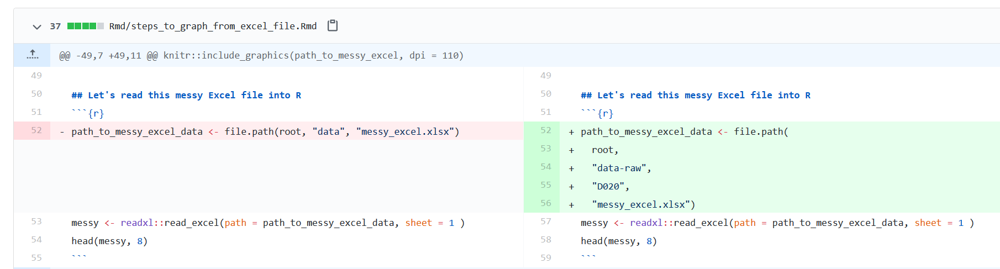 37 Rmd/steps_to_graph_from_excel_file.Rmd
@@ -49,7 +49,11 @@ knitr::include_graphics(path_to_messy_excel, dpi = 110)
49
50 ## Let's read this messy Excel file into R
51 ```{r}
52 - path_to_messy_excel_data <- file.path(root, "data", "messy_excel.xlsx")
53 messy <- readxl::read_excel(path = path_to_messy_excel_data, sheet = 1 )
54 head(messy, 8)
55 ```
49
50 ## Let's read this messy Excel file into R
51 ```{r}
52 + path_to_messy_excel_data <- file.path(
53 + root,
54 + "data-raw",
55 + "D020",
56 + "messy_excel.xlsx")
57 messy <- readxl::read_excel(path = path_to_messy_excel_data, sheet = 1 )
58 head(messy, 8)
59 ```